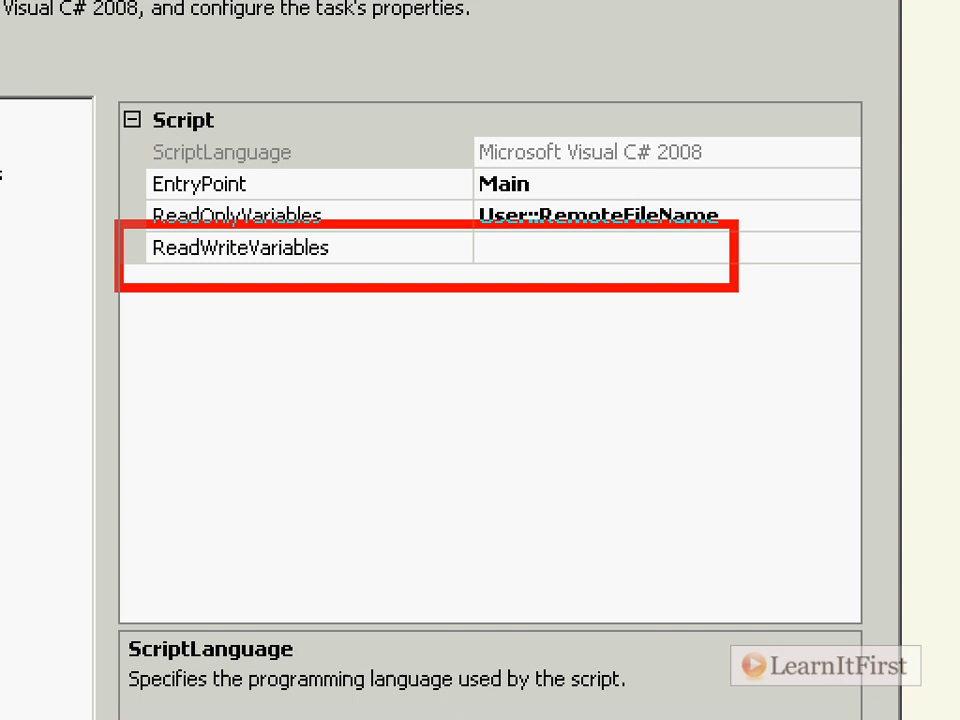 Visual C# 2008, and configure the task's properties.
Script
ScriptLanguage Microsoft Visual C# 2008
EntryPoint Main
ReadOnlyVariables User::RemoteFileName
ReadWriteVariables
ScriptLanguage
Specifies the programming language used by the script.
LearnItFirst